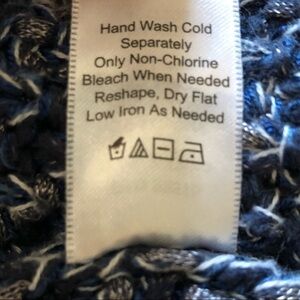 Hand Wash Cold
Separately
Only Non-Chlorine
Bleach When Needed
Reshape, Dry Flat
Low Iron As Needed